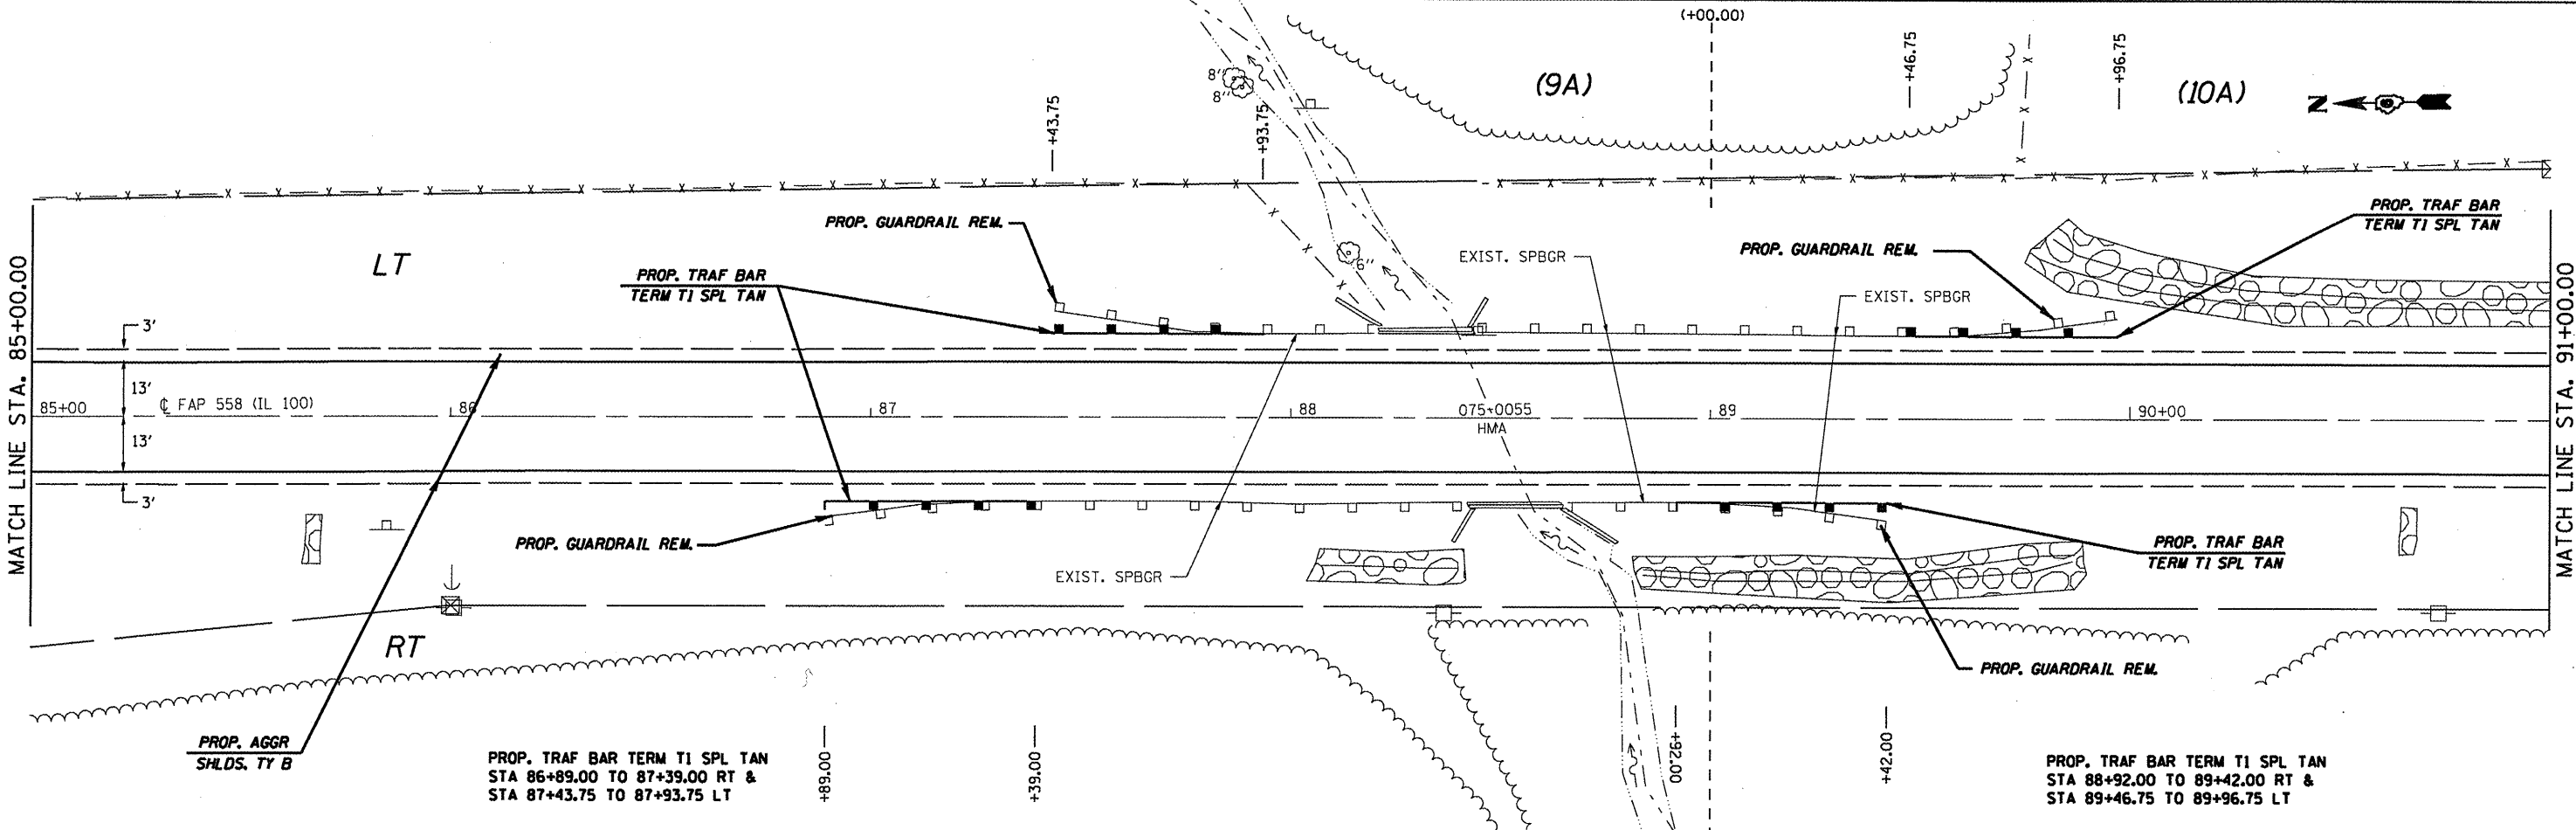 (+00.00)
+43.75
8"
8"
+93.75
(9A)
+46.75
+96.75
(10A)
N
X X X X X X X X X X X X X X X X X X X X X X X
PROP. GUARDRAIL REM.
LT
PROP. TRAF BAR
TERM T1 SPL TAN
6"
EXIST. SPBGR
PROP. GUARDRAIL REM.
EXIST. SPBGR
PROP. TRAF BAR
TERM T1 SPL TAN
MATCH LINE STA. 85+00.00
3'
13'
85+00
℄ FAP 558 (IL 100)
86
87
88
075-0055
HMA
89
90+00
13'
3'
MATCH LINE STA. 91+00.00
PROP. GUARDRAIL REM.
EXIST. SPBGR
PROP. TRAF BAR
TERM T1 SPL TAN
RT
PROP. GUARDRAIL REM.
PROP. AGGR
SHLDS. TY B
PROP. TRAF BAR TERM T1 SPL TAN
STA 86+89.00 TO 87+39.00 RT &
STA 87+43.75 TO 87+93.75 LT
+89.00
+39.00
+92.00
+42.00
PROP. TRAF BAR TERM T1 SPL TAN
STA 88+92.00 TO 89+42.00 RT &
STA 89+46.75 TO 89+96.75 LT